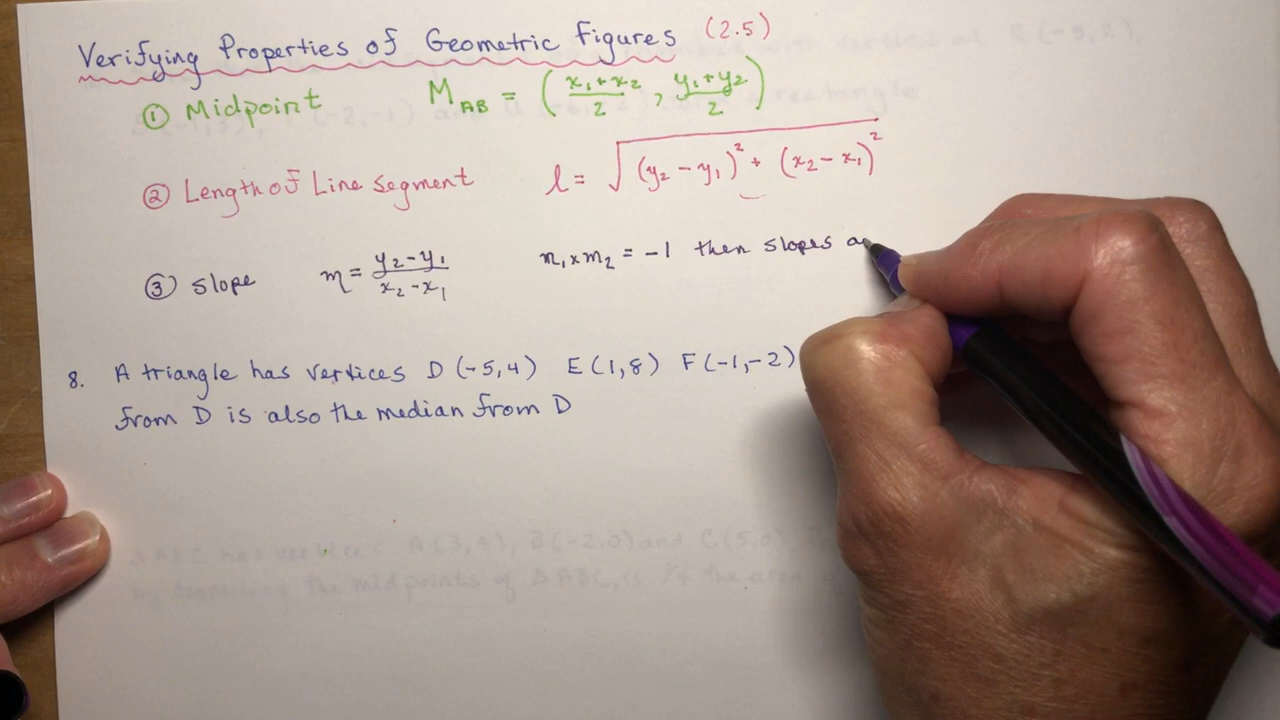 Verifying Properties of Geometric Figures (2.5)
① Midpoint M_AB = ( (x₁+x₂)/2 , (y₁+y₂)/2 )
② Length of Line Segment l = √((y₂-y₁)² + (x₂-x₁)²)
③ slope m = (y₂-y₁)/(x₂-x₁) m₁×m₂ = -1 then slopes a
8. A triangle has vertices D (-5,4) E (1,8) F (-1,-2)
from D is also the median from D